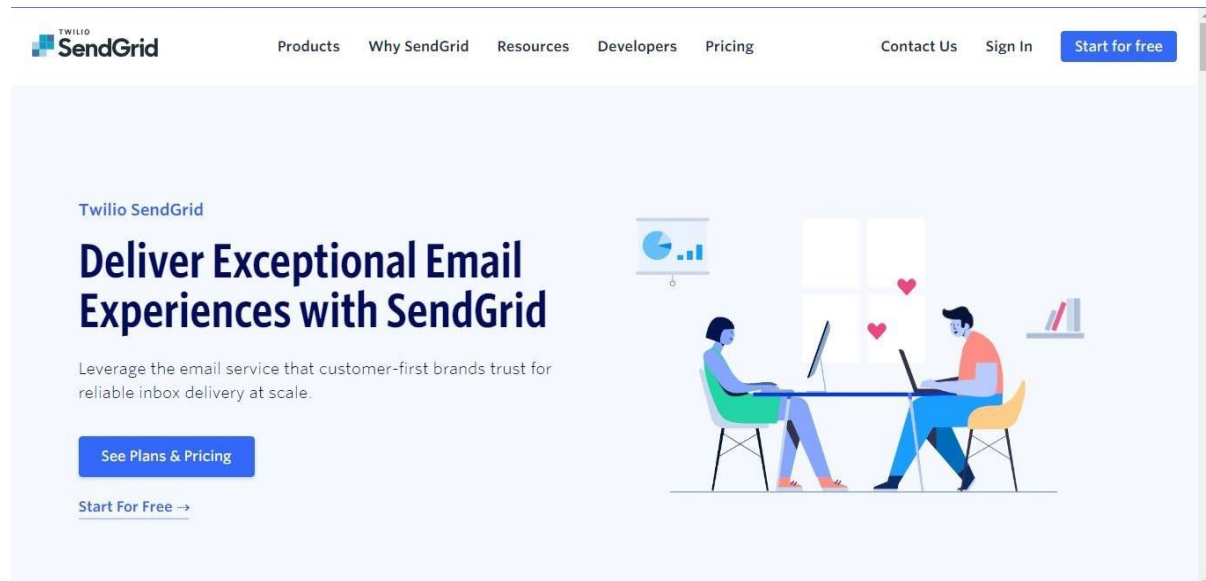 TWILIO
SendGrid
Products Why SendGrid Resources Developers Pricing Contact Us Sign In Start for free
Twilio SendGrid
Deliver Exceptional Email
Experiences with SendGrid
Leverage the email service that customer-first brands trust for
reliable inbox delivery at scale.
See Plans & Pricing
Start For Free ⇢